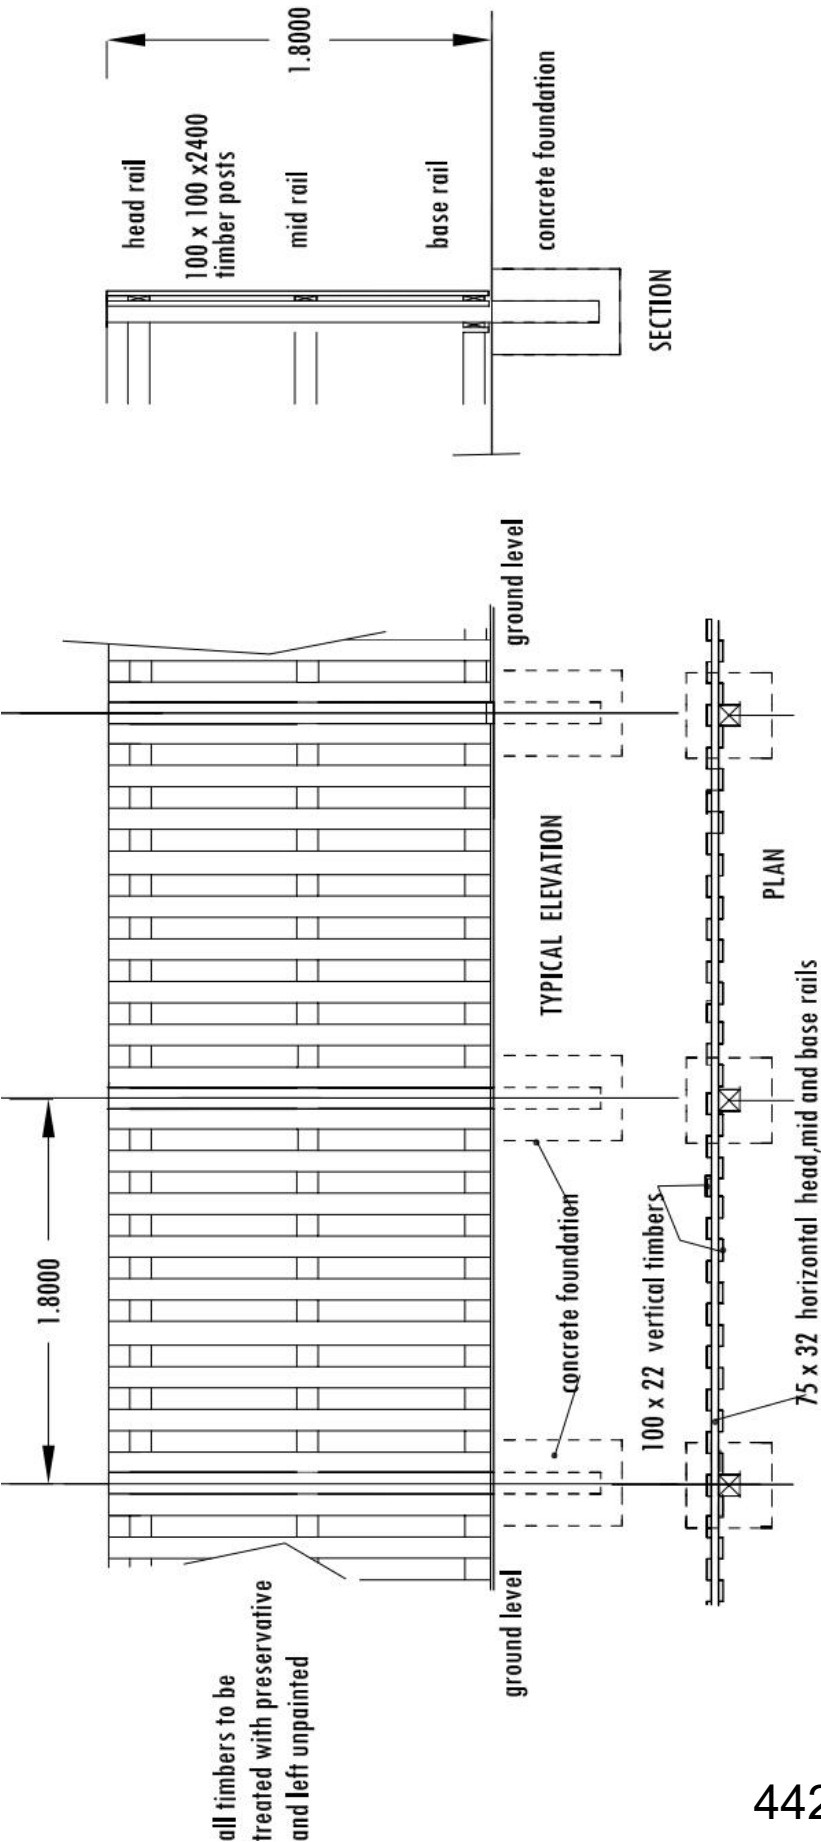 1.8000
head rail
100 x 100 x2400
timber posts
mid rail
base rail
concrete foundation
SECTION
1.8000
all timbers to be
treated with preservative
and left unpainted
ground level
ground level
concrete foundation
TYPICAL ELEVATION
100 x 22 vertical timbers
75 x 32 horizontal head,mid and base rails
PLAN
442